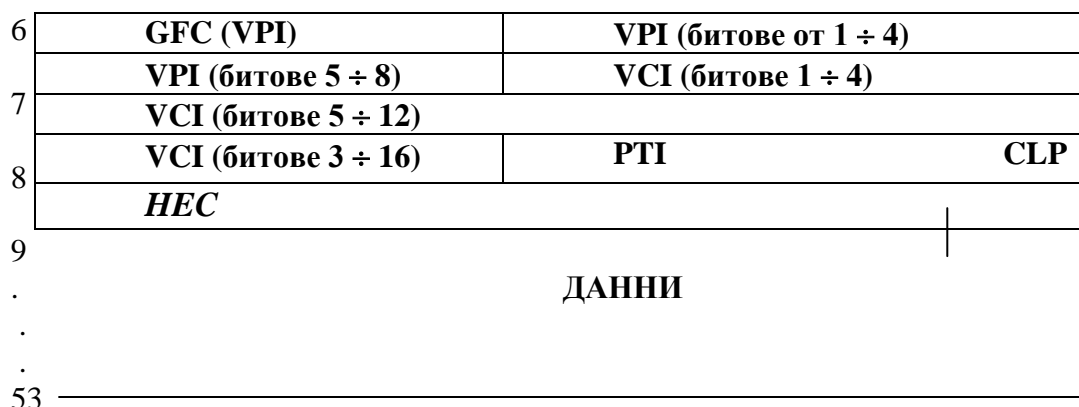 6 GFC (VPI) VPI (битове от 1 ÷ 4)
VPI (битове 5 ÷ 8) VCI (битове 1 ÷ 4)
7
VCI (битове 5 ÷ 12)
VCI (битове 3 ÷ 16) PTI CLP
8
HEC
9
. ДАННИ
.
.
53